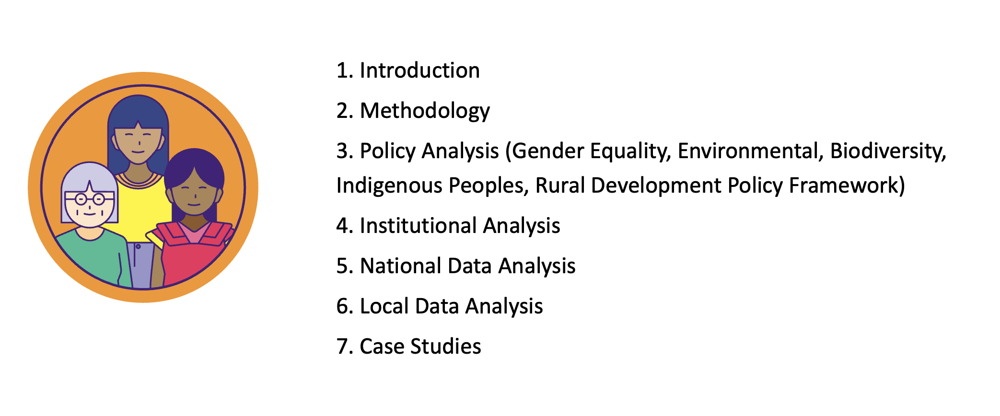 1. Introduction
2. Methodology
3. Policy Analysis (Gender Equality, Environmental, Biodiversity,
Indigenous Peoples, Rural Development Policy Framework)
4. Institutional Analysis
5. National Data Analysis
6. Local Data Analysis
7. Case Studies